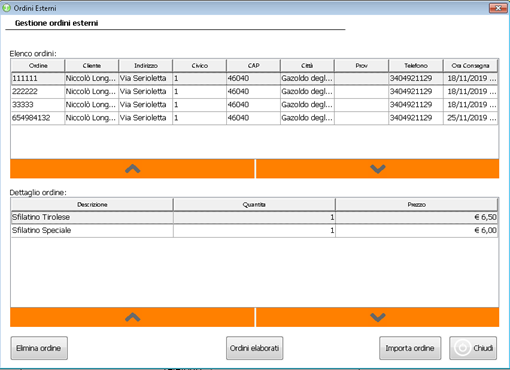 Ordini Esterni
Gestione ordini esterni
Elenco ordini:
Ordine Cliente Indirizzo Civico CAP Città Prov Telefono Ora Consegna
111111 Niccolò Long... Via Serioletta 1 46040 Gazoldo degl... 3404921129 18/11/2019 ...
222222 Niccolò Long... Via Serioletta 1 46040 Gazoldo degl... 3404921129 18/11/2019 ...
33333 Niccolò Long... Via Serioletta 1 46040 Gazoldo degl... 3404921129 18/11/2019 ...
654984132 Niccolò Long... Via Serioletta 1 46040 Gazoldo degl... 3404921129 25/11/2019 ...
Dettaglio ordine:
Descrizione Quantita Prezzo
Sfilatino Tirolese 1 € 6,50
Sfilatino Speciale 1 € 6,00
Elimina ordine Ordini elaborati Importa ordine Chiudi